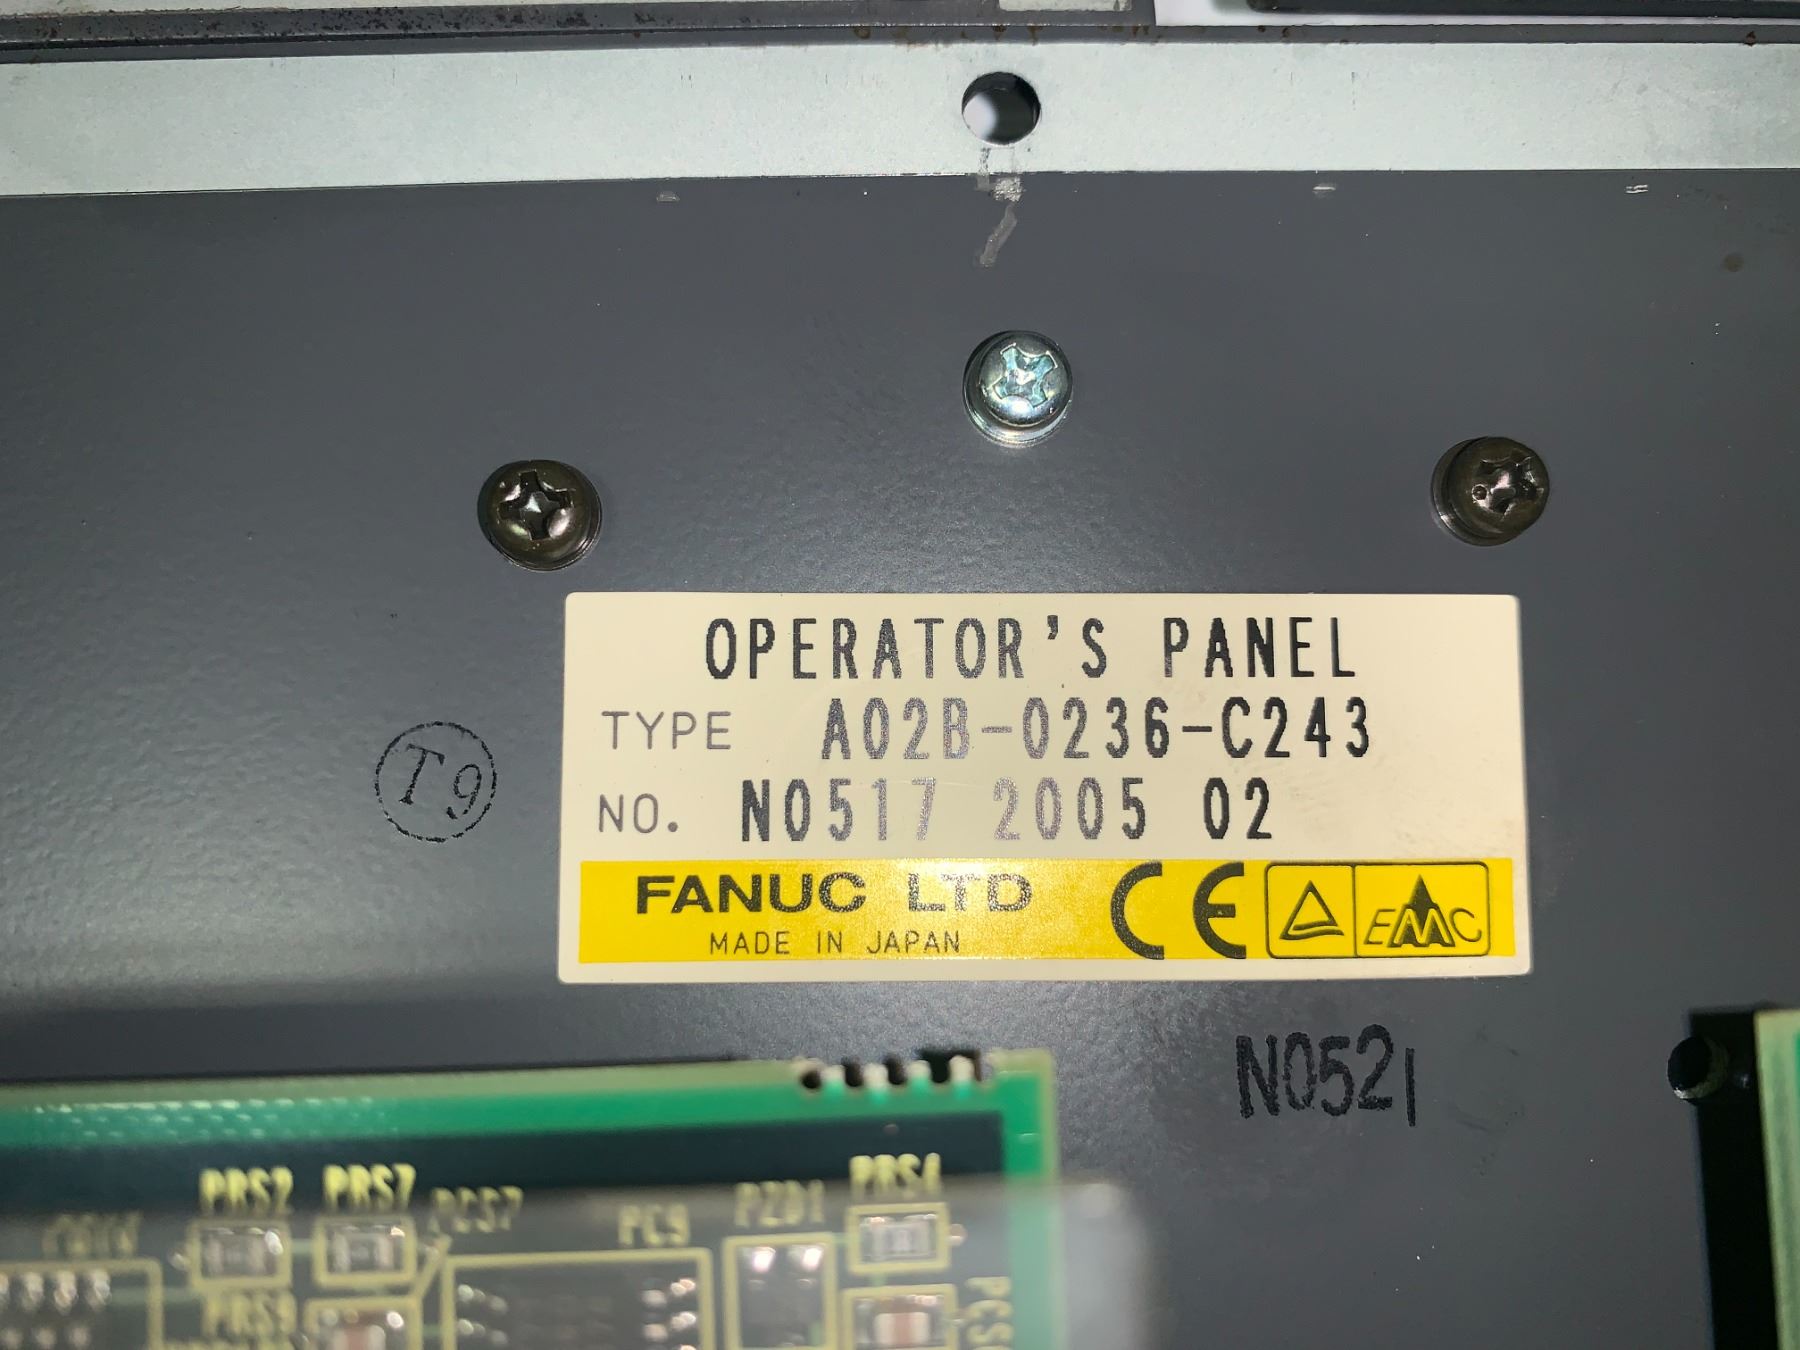 OPERATOR'S PANEL
TYPE A02B-0236-C243
NO. N0517 2005 02
FANUC LTD CE EMC
MADE IN JAPAN
T9
N0521
PRS2 PRS7 PCS7 PC9 PZD1 PRS4
PRS9